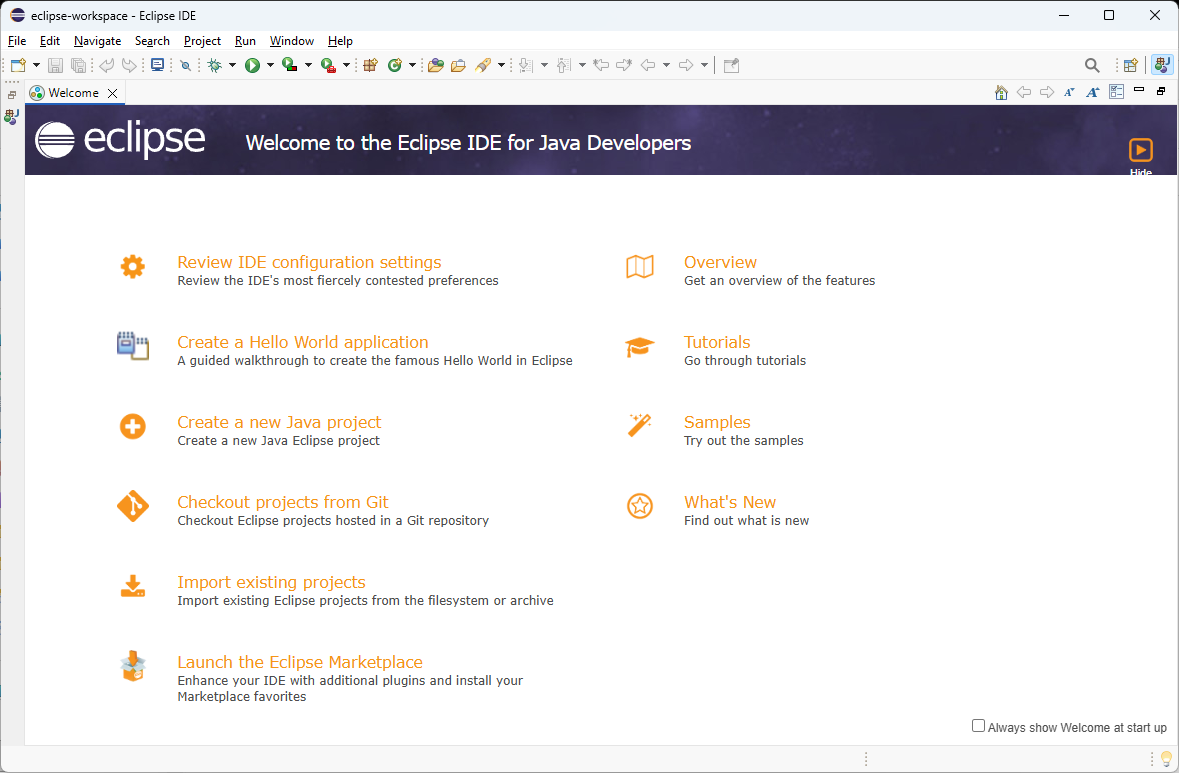 eclipse-workspace - Eclipse IDE
File Edit Navigate Search Project Run Window Help
Welcome
eclipse
Welcome to the Eclipse IDE for Java Developers
Hide
Review IDE configuration settings
Review the IDE's most fiercely contested preferences
Overview
Get an overview of the features
Create a Hello World application
A guided walkthrough to create the famous Hello World in Eclipse
Tutorials
Go through tutorials
Create a new Java project
Create a new Java Eclipse project
Samples
Try out the samples
Checkout projects from Git
Checkout Eclipse projects hosted in a Git repository
What's New
Find out what is new
Import existing projects
Import existing Eclipse projects from the filesystem or archive
Launch the Eclipse Marketplace
Enhance your IDE with additional plugins and install your
Marketplace favorites
Always show Welcome at start up